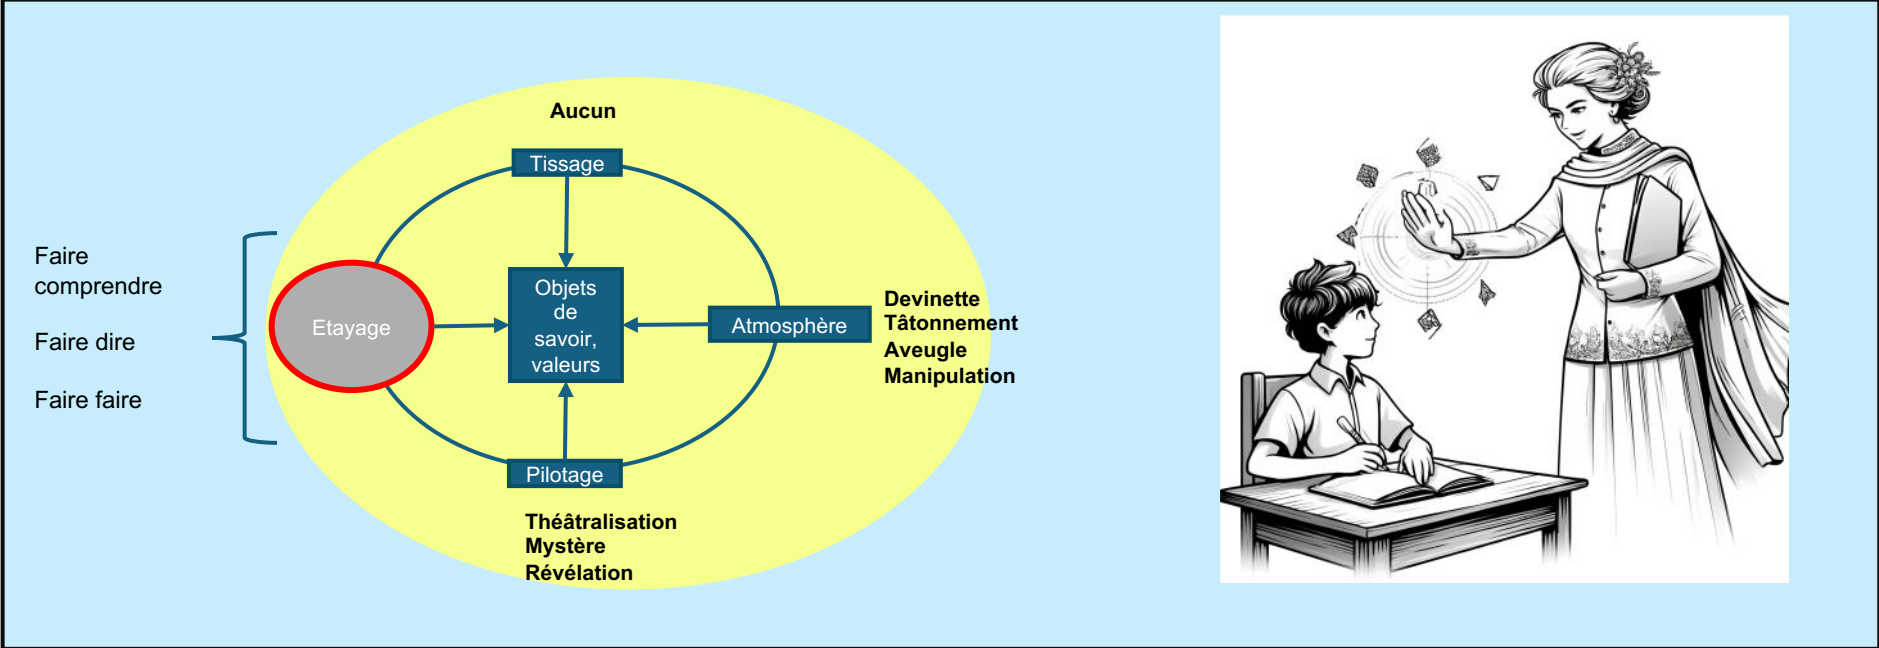 Aucun
Tissage
Faire
comprendre
Faire dire
Faire faire
Etayage
Objets
de
savoir,
valeurs
Atmosphère
Devinette
Tâtonnement
Aveugle
Manipulation
Pilotage
Théâtralisation
Mystère
Révélation